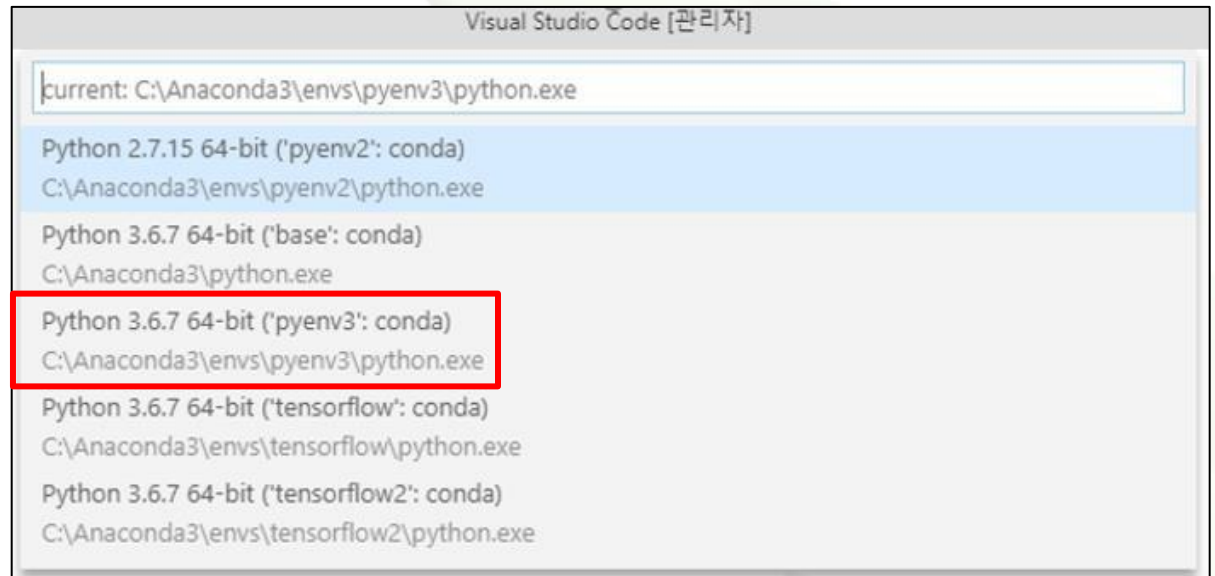 Visual Studio Code [관리자]
current: C:\Anaconda3\envs\pyenv3\python.exe
Python 2.7.15 64-bit ('pyenv2': conda)
C:\Anaconda3\envs\pyenv2\python.exe
Python 3.6.7 64-bit ('base': conda)
C:\Anaconda3\python.exe
Python 3.6.7 64-bit ('pyenv3': conda)
C:\Anaconda3\envs\pyenv3\python.exe
Python 3.6.7 64-bit ('tensorflow': conda)
C:\Anaconda3\envs\tensorflow\python.exe
Python 3.6.7 64-bit ('tensorflow2': conda)
C:\Anaconda3\envs\tensorflow2\python.exe